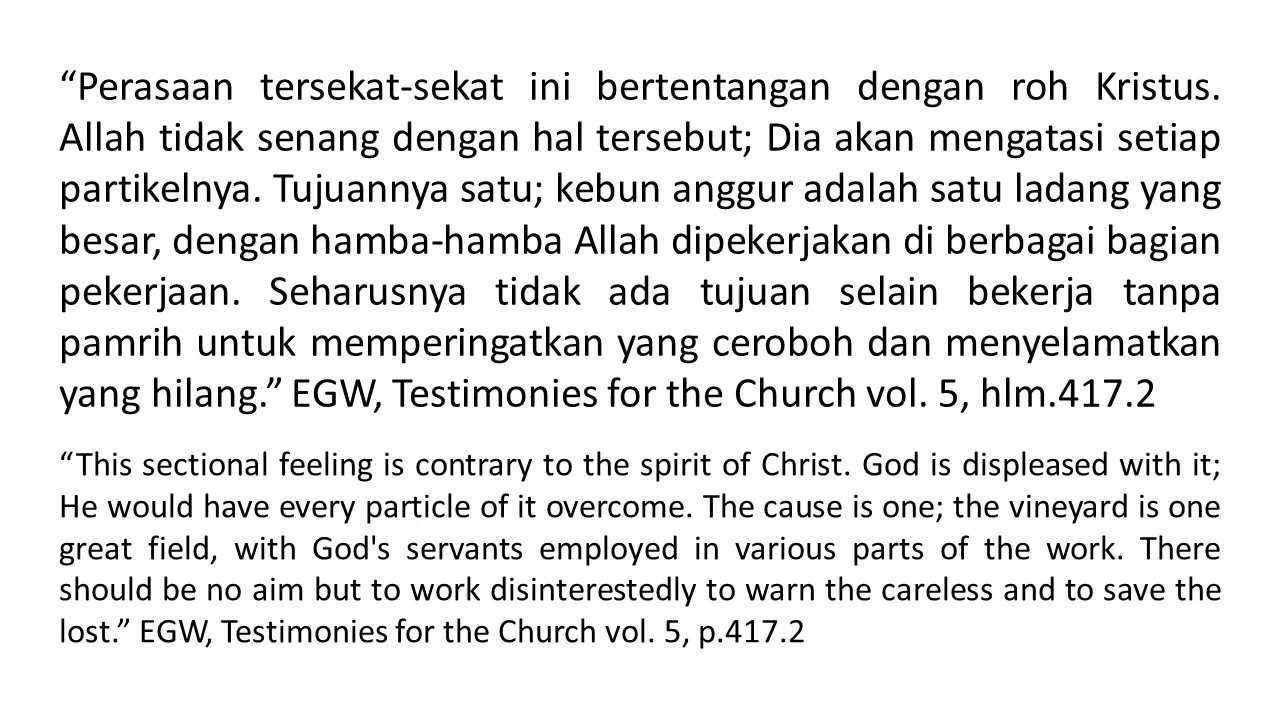 “Perasaan tersekat-sekat ini bertentangan dengan roh Kristus.
Allah tidak senang dengan hal tersebut; Dia akan mengatasi setiap
partikelnya. Tujuannya satu; kebun anggur adalah satu ladang yang
besar, dengan hamba-hamba Allah dipekerjakan di berbagai bagian
pekerjaan. Seharusnya tidak ada tujuan selain bekerja tanpa
pamrih untuk memperingatkan yang ceroboh dan menyelamatkan
yang hilang.” EGW, Testimonies for the Church vol. 5, hlm.417.2
“This sectional feeling is contrary to the spirit of Christ. God is displeased with it;
He would have every particle of it overcome. The cause is one; the vineyard is one
great field, with God's servants employed in various parts of the work. There
should be no aim but to work disinterestedly to warn the careless and to save the
lost.” EGW, Testimonies for the Church vol. 5, p.417.2